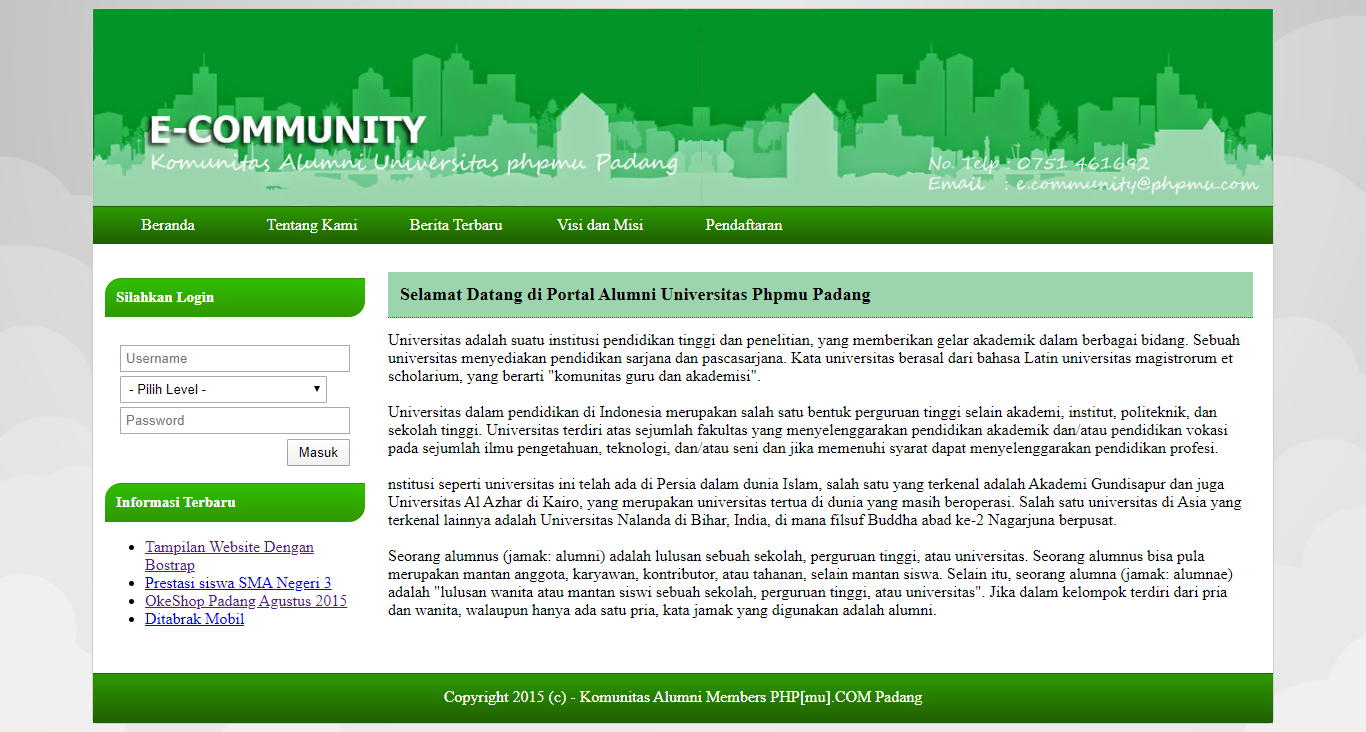 E-COMMUNITY
Komunitas Alumni Universitas phpmu Padang
No. Telp : 0751 461692
Email : e.community@phpmu.com
Beranda Tentang Kami Berita Terbaru Visi dan Misi Pendaftaran
Silahkan Login
Username
- Pilih Level -
Password
Masuk
Informasi Terbaru
Tampilan Website Dengan
Bostrap
Prestasi siswa SMA Negeri 3
OkeShop Padang Agustus 2015
Ditabrak Mobil
Selamat Datang di Portal Alumni Universitas Phpmu Padang
Universitas adalah suatu institusi pendidikan tinggi dan penelitian, yang memberikan gelar akademik dalam berbagai bidang. Sebuah
universitas menyediakan pendidikan sarjana dan pascasarjana. Kata universitas berasal dari bahasa Latin universitas magistrorum et
scholarium, yang berarti "komunitas guru dan akademisi".
Universitas dalam pendidikan di Indonesia merupakan salah satu bentuk perguruan tinggi selain akademi, institut, politeknik, dan
sekolah tinggi. Universitas terdiri atas sejumlah fakultas yang menyelenggarakan pendidikan akademik dan/atau pendidikan vokasi
pada sejumlah ilmu pengetahuan, teknologi, dan/atau seni dan jika memenuhi syarat dapat menyelenggarakan pendidikan profesi.
nstitusi seperti universitas ini telah ada di Persia dalam dunia Islam, salah satu yang terkenal adalah Akademi Gundisapur dan juga
Universitas Al Azhar di Kairo, yang merupakan universitas tertua di dunia yang masih beroperasi. Salah satu universitas di Asia yang
terkenal lainnya adalah Universitas Nalanda di Bihar, India, di mana filsuf Buddha abad ke-2 Nagarjuna berpusat.
Seorang alumnus (jamak: alumni) adalah lulusan sebuah sekolah, perguruan tinggi, atau universitas. Seorang alumnus bisa pula
merupakan mantan anggota, karyawan, kontributor, atau tahanan, selain mantan siswa. Selain itu, seorang alumna (jamak: alumnae)
adalah "lulusan wanita atau mantan siswi sebuah sekolah, perguruan tinggi, atau universitas". Jika dalam kelompok terdiri dari pria
dan wanita, walaupun hanya ada satu pria, kata jamak yang digunakan adalah alumni.
Copyright 2015 (c) - Komunitas Alumni Members PHP[mu].COM Padang